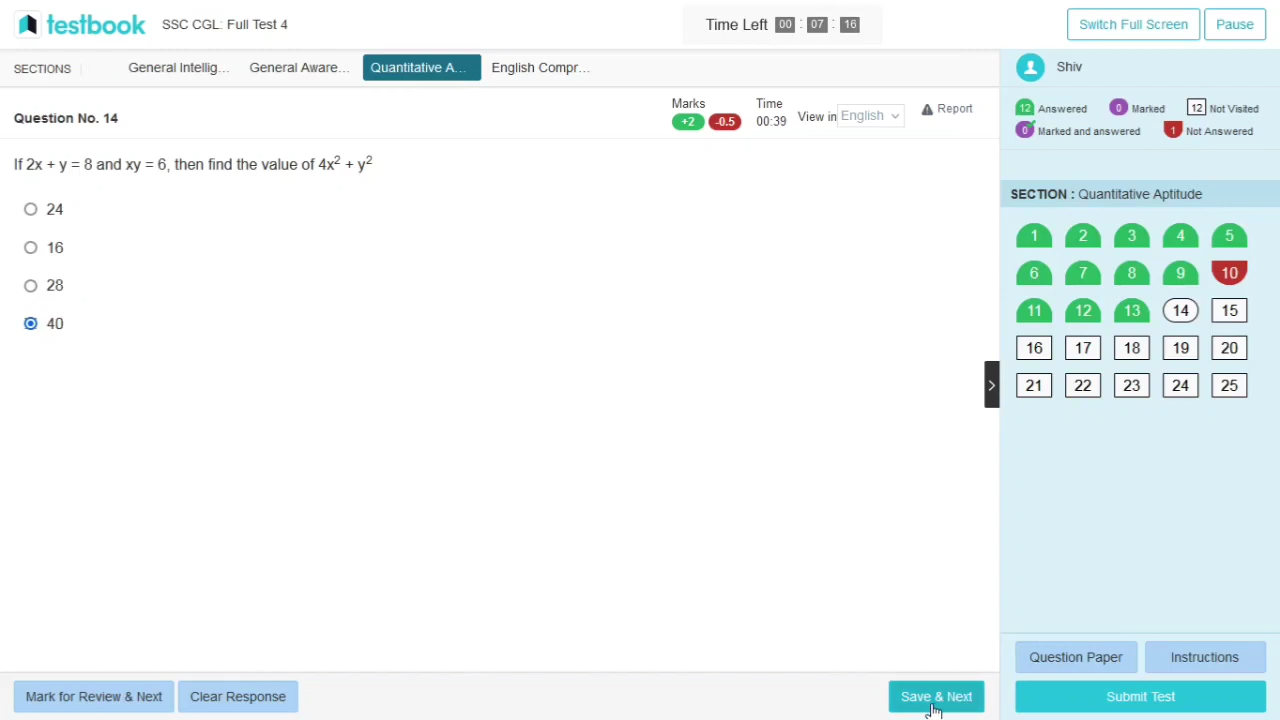 testbook SSC CGL: Full Test 4 Time Left 00 : 07 : 16 Switch Full Screen Pause
SECTIONS General Intellig... General Aware... Quantitative A... English Compr...
Shiv
Question No. 14
Marks +2 -0.5
Time 00:39
View in English
Report
12 Answered 0 Marked 12 Not Visited
0 Marked and answered 1 Not Answered
If 2x + y = 8 and xy = 6, then find the value of 4x² + y²
24
16
28
40
SECTION : Quantitative Aptitude
1 2 3 4 5
6 7 8 9 10
11 12 13 14 15
16 17 18 19 20
21 22 23 24 25
Question Paper Instructions
Mark for Review & Next Clear Response Save & Next Submit Test